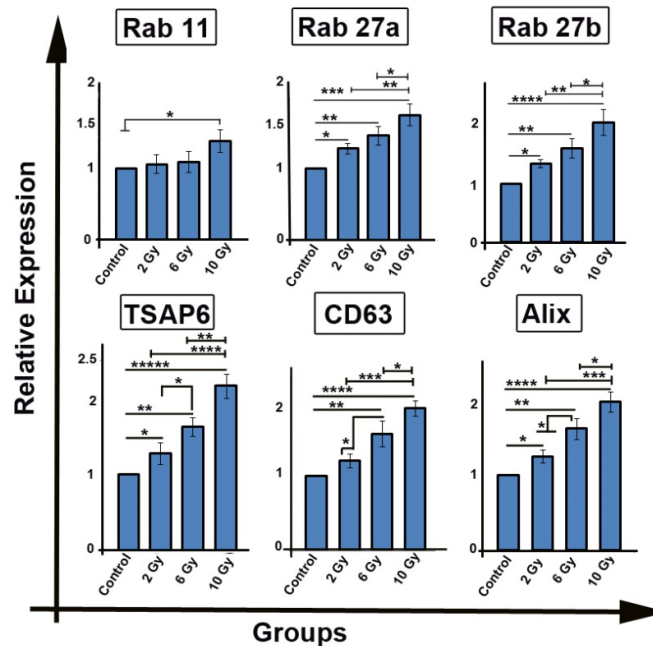 Rab 11
Rab 27a
Rab 27b
2
1.5
1
0
*
Control
2 Gy
6 Gy
10 Gy
2
1.5
1
0
*
***
**
**
*
Control
2 Gy
6 Gy
10 Gy
2
1
0
*
**
****
**
*
Control
2 Gy
6 Gy
10 Gy
Relative Expression
TSAP6
CD63
Alix
2.5
2
1
0
**
****
*****
*
**
*
Control
2 Gy
6 Gy
10 Gy
2
1
0
*
***
****
**
*
Control
2 Gy
6 Gy
10 Gy
2
1
0
*
***
****
**
*
*
Control
2 Gy
6 Gy
10 Gy
Groups